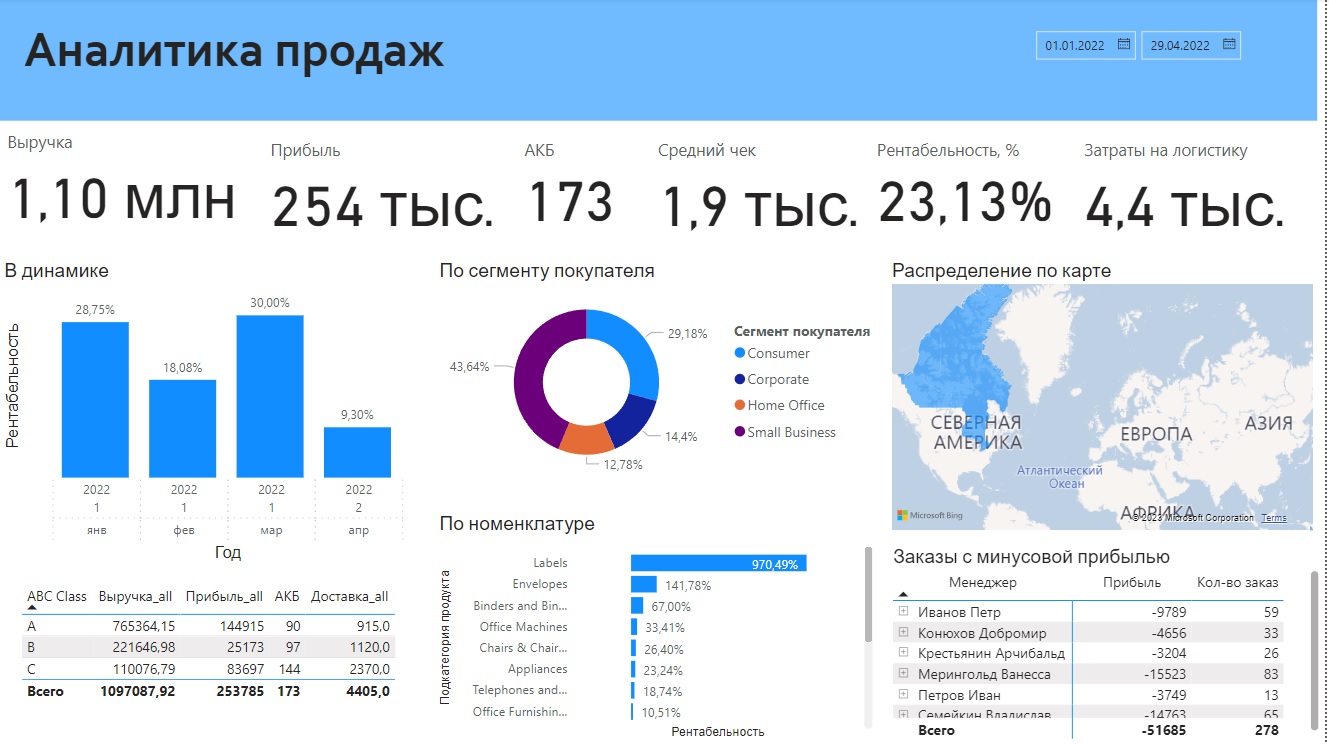 Аналитика продаж
01.01.2022 29.04.2022
Выручка
1,10 млн
Прибыль
254 тыс.
АКБ
173
Средний чек
1,9 тыс.
Рентабельность, %
23,13%
Затраты на логистику
4,4 тыс.
В динамике
Рентабельность
28,75% 18,08% 30,00% 9,30%
2022 2022 2022 2022
1 1 1 2
янв фев мар апр
Год
ABC Class Выручка_all Прибыль_all АКБ Доставка_all
A 765364,15 144915 90 915,0
B 221646,98 25173 97 1120,0
C 110076,79 83697 144 2370,0
Всего 1097087,92 253785 173 4405,0
По сегменту покупателя
29,18%
43,64%
14,4%
12,78%
Сегмент покупателя
Consumer
Corporate
Home Office
Small Business
По номенклатуре
Подкатегория продукта
Labels 970,49%
Envelopes 141,78%
Binders and Bin... 67,00%
Office Machines 33,41%
Chairs & Chair... 26,40%
Appliances 23,24%
Telephones and... 18,74%
Office Furnishin... 10,51%
Рентабельность
Распределение по карте
СЕВЕРНАЯ
АМЕРИКА
ЕВРОПА
АЗИЯ
Атлантический
Океан
АФРИКА
Microsoft Bing
© 2023 Microsoft Corporation Terms
Заказы с минусовой прибылью
Менеджер Прибыль Кол-во заказ
Иванов Петр -9789 59
Конюхов Добромир -4656 33
Крестьянин Арчибальд -3204 26
Мерингольд Ванесса -15523 83
Петров Иван -3749 13
Семейкин Владислав -14763 65
Всего -51685 278